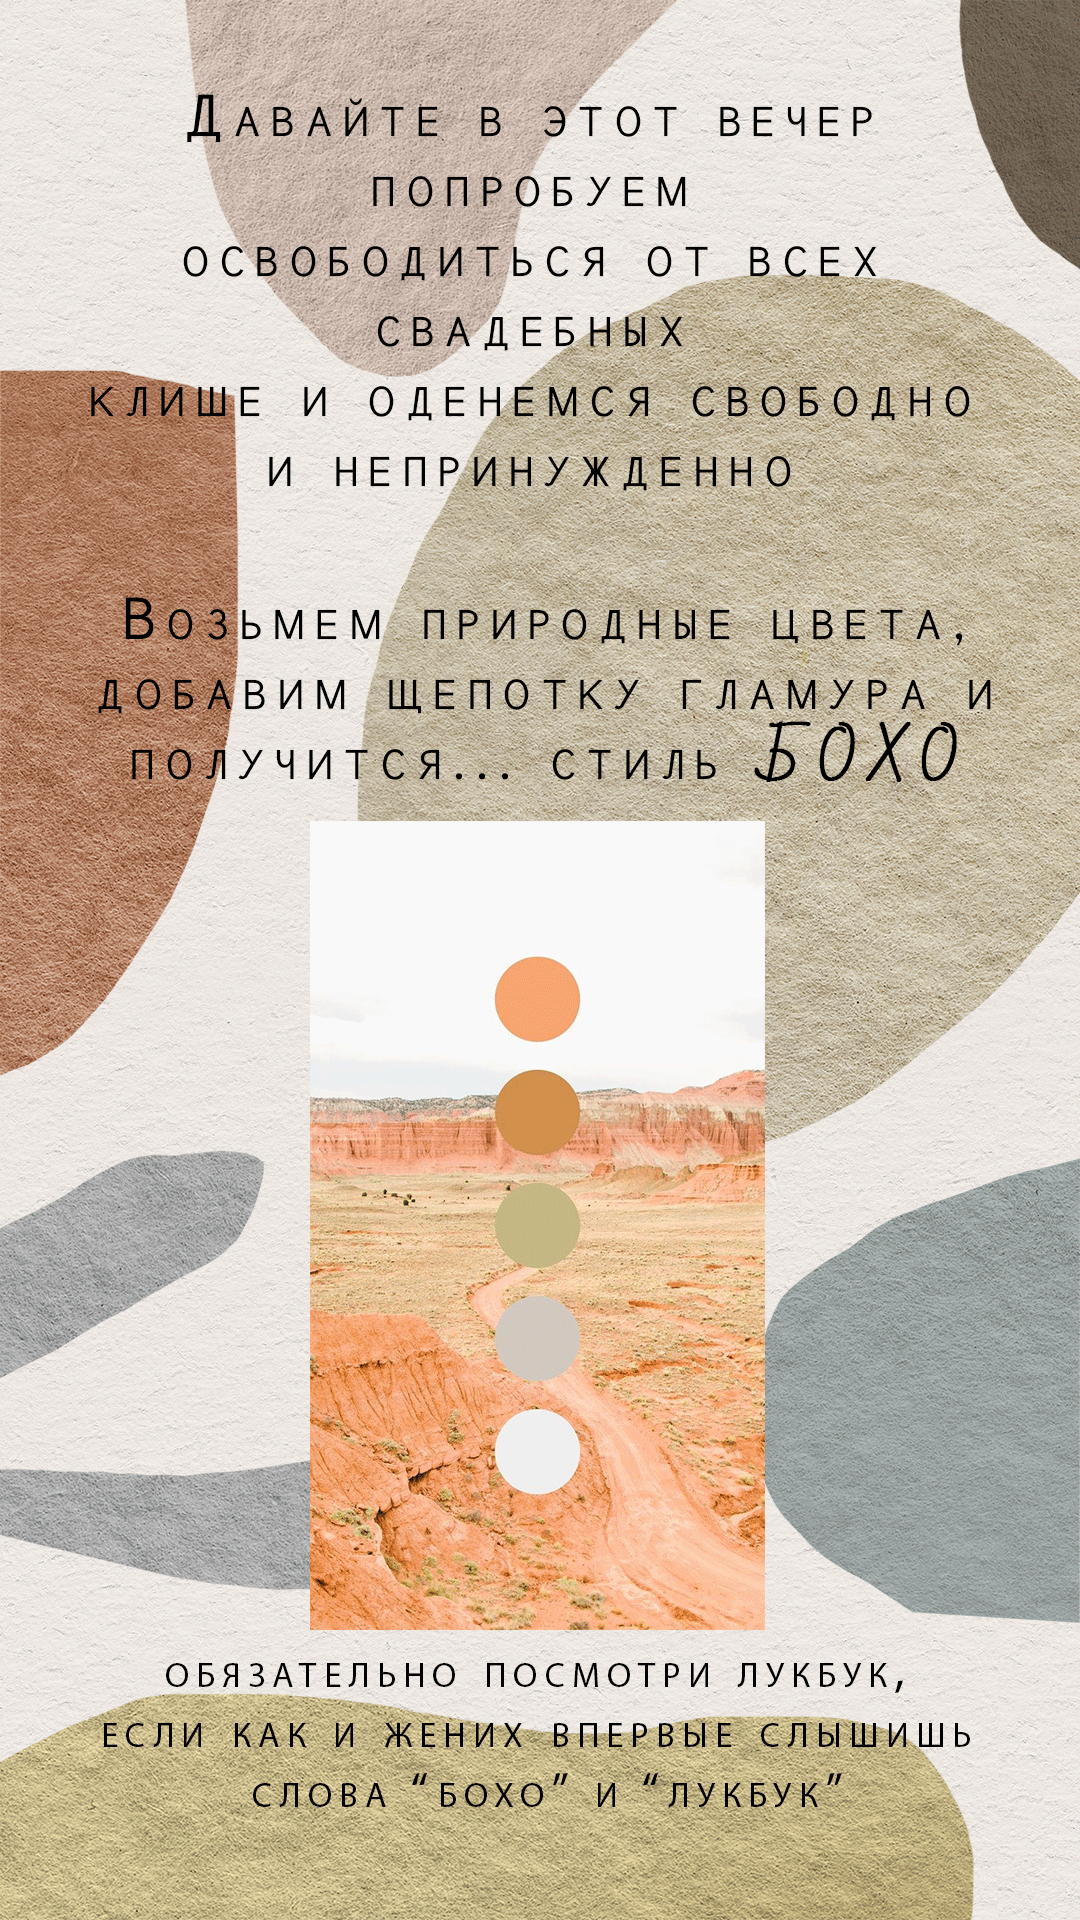 Давайте в этот вечер
попробуем
освободиться от всех
свадебных
клише и оденемся свободно
и непринужденно
Возьмем природные цвета,
добавим щепотку гламура и
получится... стиль БОХО
обязательно посмотри лукбук,
если как и жених впервые слышишь
слова “бохо” и “лукбук”